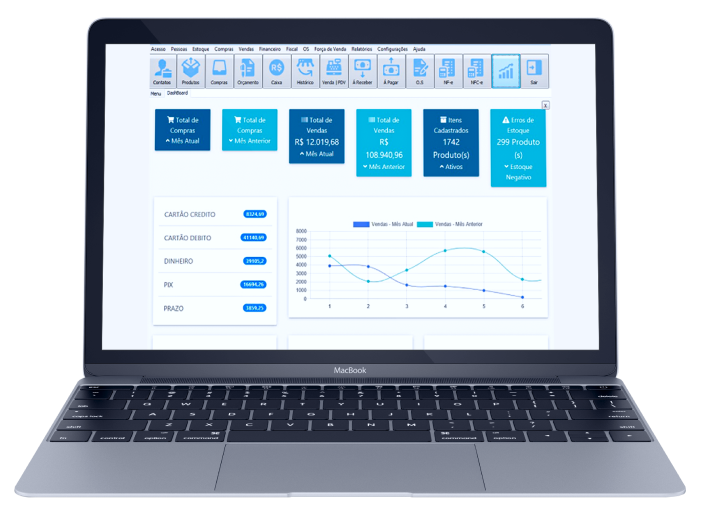 Acesso Pessoas Estoque Compras Vendas Financeiro Fiscal OS Força de Venda Relatórios Configurações Ajuda
Contatos Produtos Compras Orçamento Caixa Histórico Venda | PDV À Receber À Pagar O.S NF-e NFC-e Sair
Menu DashBoard
x
Total de
Compras
Mês Atual
Total de
Compras
Mês Anterior
Total de
Vendas
R$ 12.019,68
Mês Atual
Total de
Vendas
R$
108.940,96
Mês Anterior
Itens
Cadastrados
1742
Produto(s)
Ativos
Erros de
Estoque
299 Produto
(s)
Estoque
Negativo
CARTÃO CREDITO 8324,69
CARTÃO DEBITO 41140,69
DINHEIRO 39105,2
PIX 16694,76
PRAZO 3859,25
Vendas - Mês Atual Vendas - Mês Anterior
8000
7000
6000
5000
4000
3000
2000
1000
0
1 2 3 4 5 6
MacBook
Q W E R T Y U I O P
A S D F G H J K L
Z X C V B N M
control option command command option